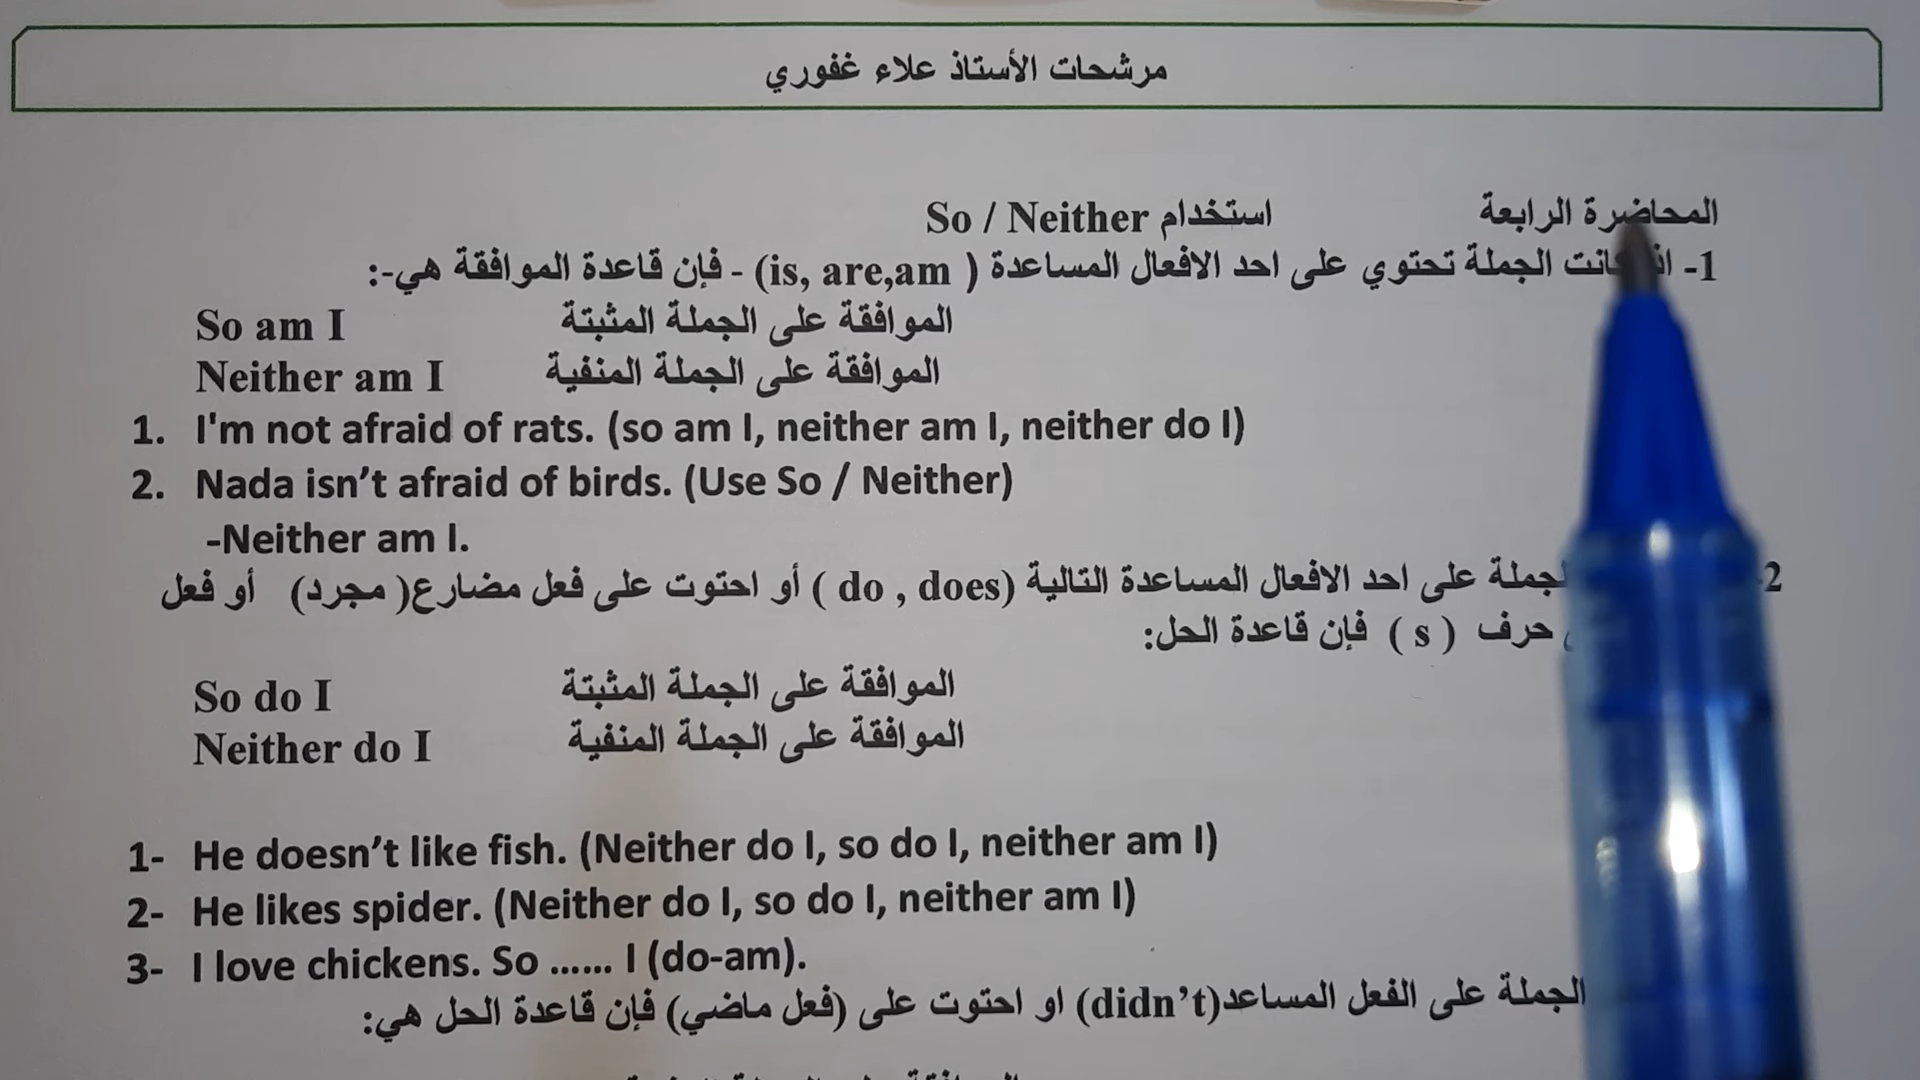 مرشحات الأستاذ علاء غفوري
المحاضرة الرابعة استخدام So / Neither
1- الجملة تحتوي على احد الافعال المساعدة ( is, are,am) - فإن قاعدة الموافقة هي-:
So am I الموافقة على الجملة المثبتة
Neither am I الموافقة على الجملة المنفية
1. I'm not afraid of rats. (so am I, neither am I, neither do I)
2. Nada isn’t afraid of birds. (Use So / Neither)
-Neither am I.
2 الجملة على احد الافعال المساعدة التالية (do , does ) أو احتوت على فعل مضارع( مجرد) أو فعل
حرف ( s ) فإن قاعدة الحل:
So do I الموافقة على الجملة المثبتة
Neither do I الموافقة على الجملة المنفية
1- He doesn’t like fish. (Neither do I, so do I, neither am I)
2- He likes spider. (Neither do I, so do I, neither am I)
3- I love chickens. So ...... I (do-am).
الجملة على الفعل المساعد(didn’t) او احتوت على (فعل ماضي) فإن قاعدة الحل هي: